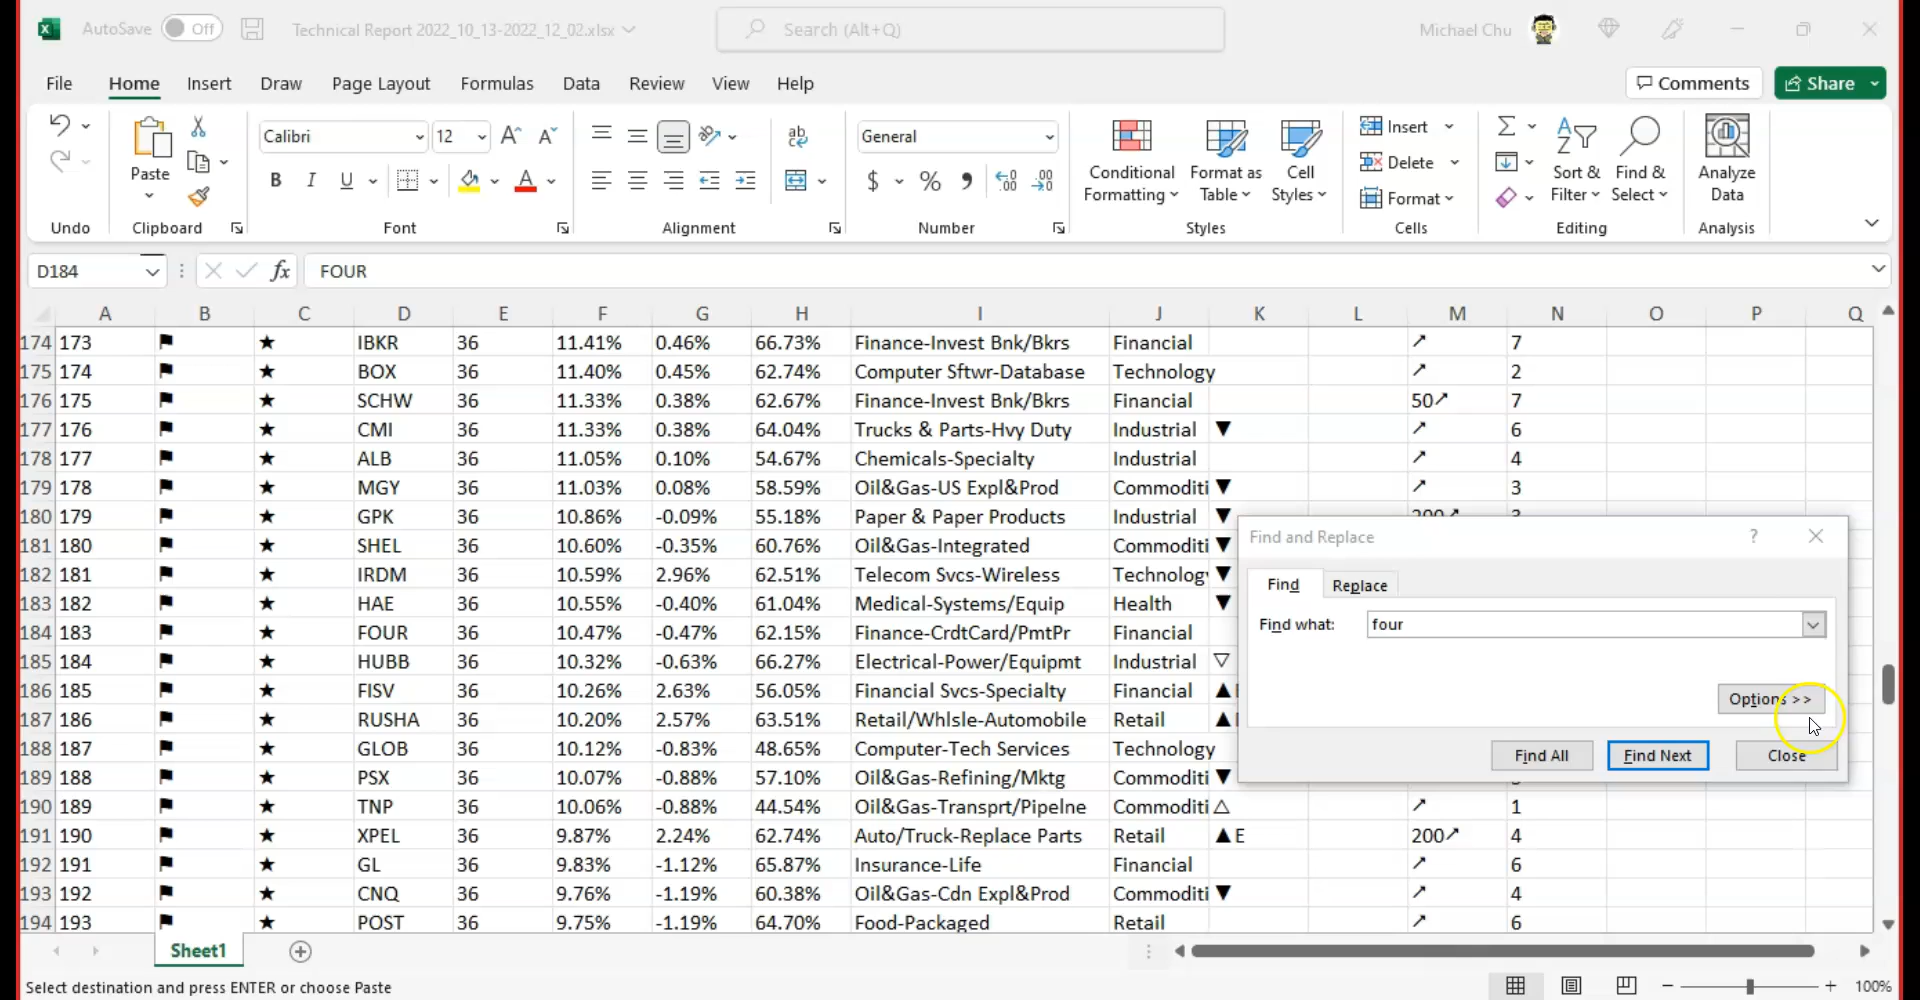 AutoSave Off Technical Report 2022_10_13-2022_12_02.xlsx Search (Alt+Q) Michael Chu
File Home Insert Draw Page Layout Formulas Data Review View Help Comments Share
Paste Calibri 12 General Conditional Formatting Format as Table Cell Styles Insert Delete Format Sort & Filter Find & Select Analyze Data
Undo Clipboard Font Alignment Number Styles Cells Editing Analysis
D184 fx FOUR
A B C D E F G H I J K L M N O P Q
174 173 ⚑ ★ IBKR 36 11.41% 0.46% 66.73% Finance-Invest Bnk/Bkrs Financial ↗ 7
175 174 ⚑ ★ BOX 36 11.40% 0.45% 62.74% Computer Sftwr-Database Technology ↗ 2
176 175 ⚑ ★ SCHW 36 11.33% 0.38% 62.67% Finance-Invest Bnk/Bkrs Financial 50↗ 7
177 176 ⚑ ★ CMI 36 11.33% 0.38% 64.04% Trucks & Parts-Hvy Duty Industrial ▼ ↗ 6
178 177 ⚑ ★ ALB 36 11.05% 0.10% 54.67% Chemicals-Specialty Industrial ↗ 4
179 178 ⚑ ★ MGY 36 11.03% 0.08% 58.59% Oil&Gas-US Expl&Prod Commoditi ▼ ↗ 3
180 179 ⚑ ★ GPK 36 10.86% -0.09% 55.18% Paper & Paper Products Industrial ▼
181 180 ⚑ ★ SHEL 36 10.60% -0.35% 60.76% Oil&Gas-Integrated Commoditi ▼
182 181 ⚑ ★ IRDM 36 10.59% 2.96% 62.51% Telecom Svcs-Wireless Technology ▼
183 182 ⚑ ★ HAE 36 10.55% -0.40% 61.04% Medical-Systems/Equip Health ▼
184 183 ⚑ ★ FOUR 36 10.47% -0.47% 62.15% Finance-CrdtCard/PmtPr Financial
185 184 ⚑ ★ HUBB 36 10.32% -0.63% 66.27% Electrical-Power/Equipmt Industrial ▽
186 185 ⚑ ★ FISV 36 10.26% 2.63% 56.05% Financial Svcs-Specialty Financial ▲
187 186 ⚑ ★ RUSHA 36 10.20% 2.57% 63.51% Retail/Whlsle-Automobile Retail ▲
188 187 ⚑ ★ GLOB 36 10.12% -0.83% 48.65% Computer-Tech Services Technology
189 188 ⚑ ★ PSX 36 10.07% -0.88% 57.10% Oil&Gas-Refining/Mktg Commoditi ▼
190 189 ⚑ ★ TNP 36 10.06% -0.88% 44.54% Oil&Gas-Transprt/Pipelne Commoditi △ ↗ 1
191 190 ⚑ ★ XPEL 36 9.87% 2.24% 62.74% Auto/Truck-Replace Parts Retail ▲E 200↗ 4
192 191 ⚑ ★ GL 36 9.83% -1.12% 65.87% Insurance-Life Financial ↗ 6
193 192 ⚑ ★ CNQ 36 9.76% -1.19% 60.38% Oil&Gas-Cdn Expl&Prod Commoditi ▼ ↗ 4
194 193 ⚑ ★ POST 36 9.75% -1.19% 64.70% Food-Packaged Retail ↗ 6
Find and Replace ?
Find Replace
Find what: four
Options >>
Find All Find Next Close
Sheet1
Select destination and press ENTER or choose Paste 100%